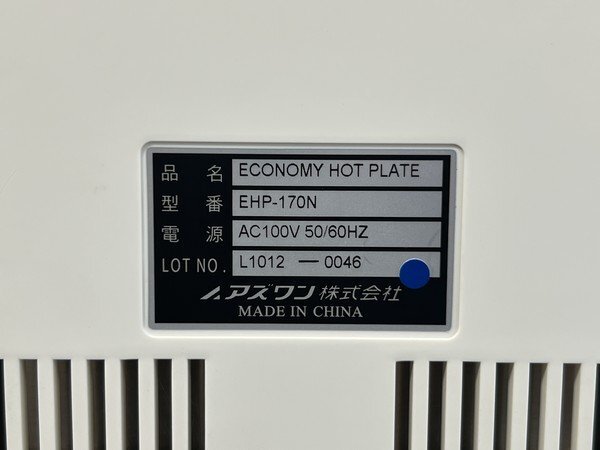 品名 ECONOMY HOT PLATE
型番 EHP-170N
電源 AC100V 50/60HZ
LOT NO. L1012 — 0046
アズワン株式会社
MADE IN CHINA